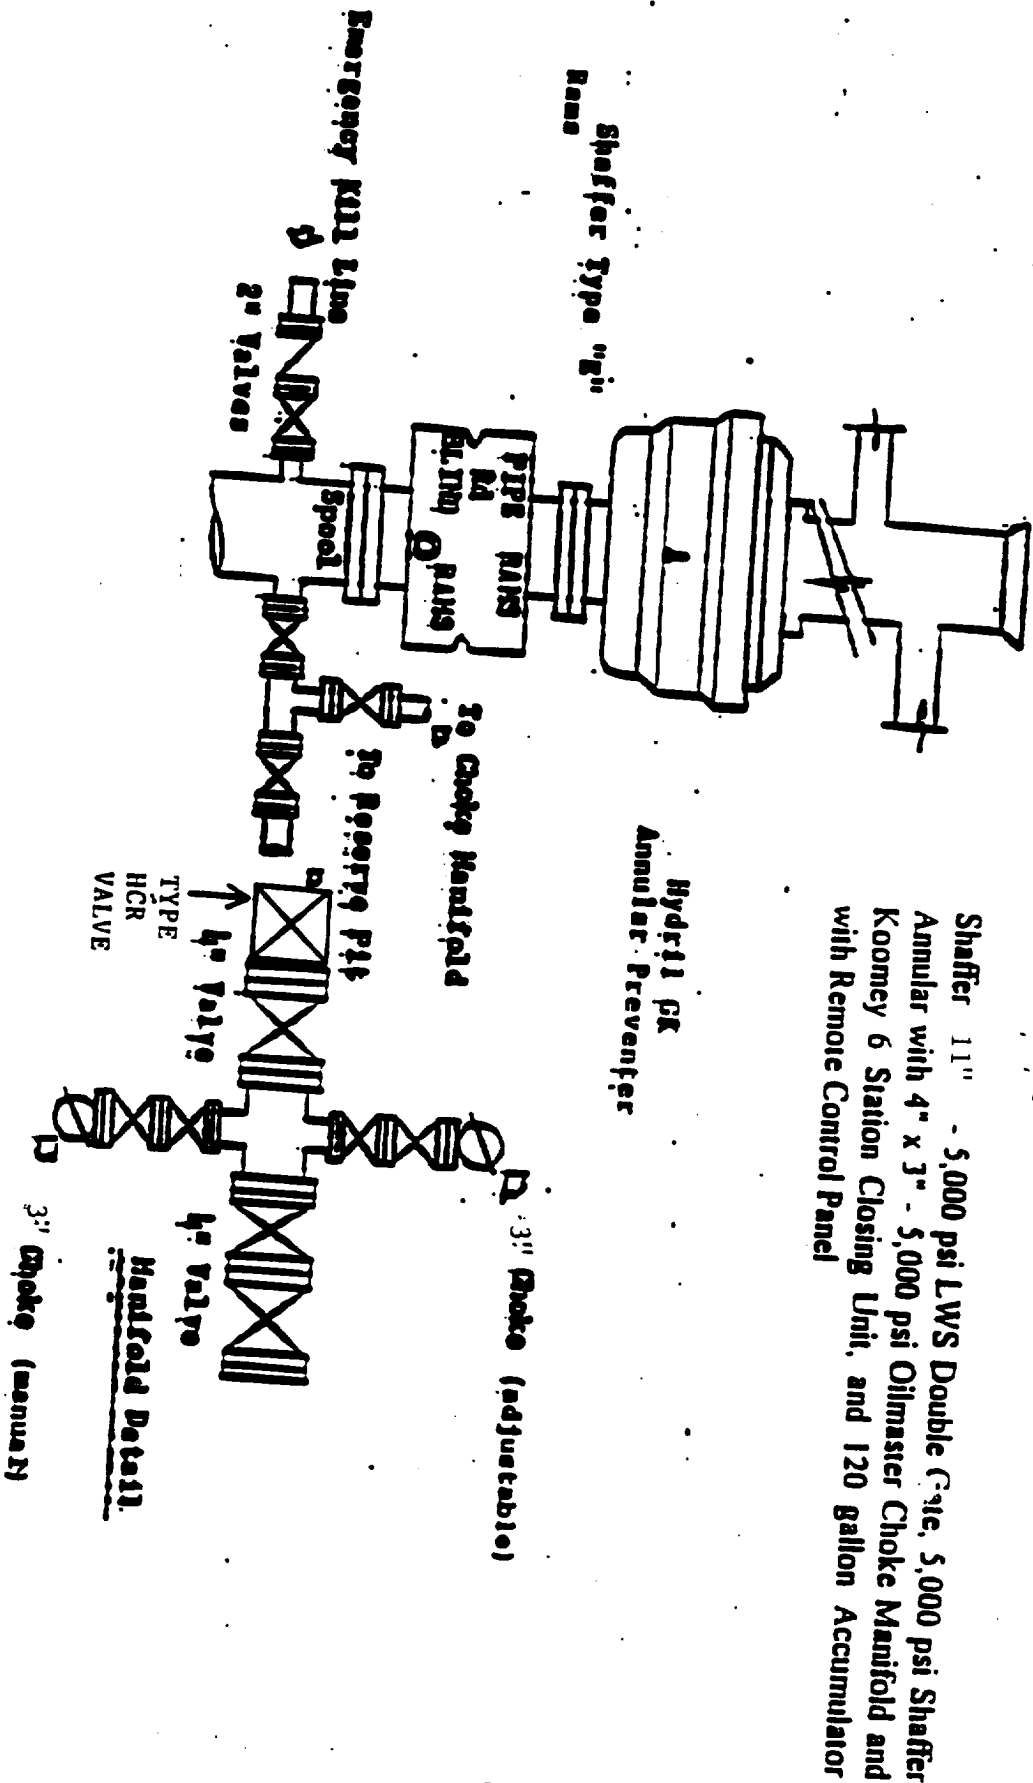 Shaffer 11" - 5,000 psi LWS Double Gate, 5,000 psi Shaffer
Annular with 4" x 3" - 5,000 psi Oilmaster Choke Manifold and
Koomey 6 Station Closing Unit, and 120 gallon Accumulator
with Remote Control Panel
Hydril GK
Annular Preventer
Shaffer Type "E"
Rams
A
PIPE RAMS
BLIND RAMS
Spool
Emergency Kill Line
2" Valves
To Choke Manifold
To Reserve Pit
TYPE
HCR
VALVE
4" Valve
4" Valve
3" Choke (adjustable)
3" Choke (manual)
Manifold Detail